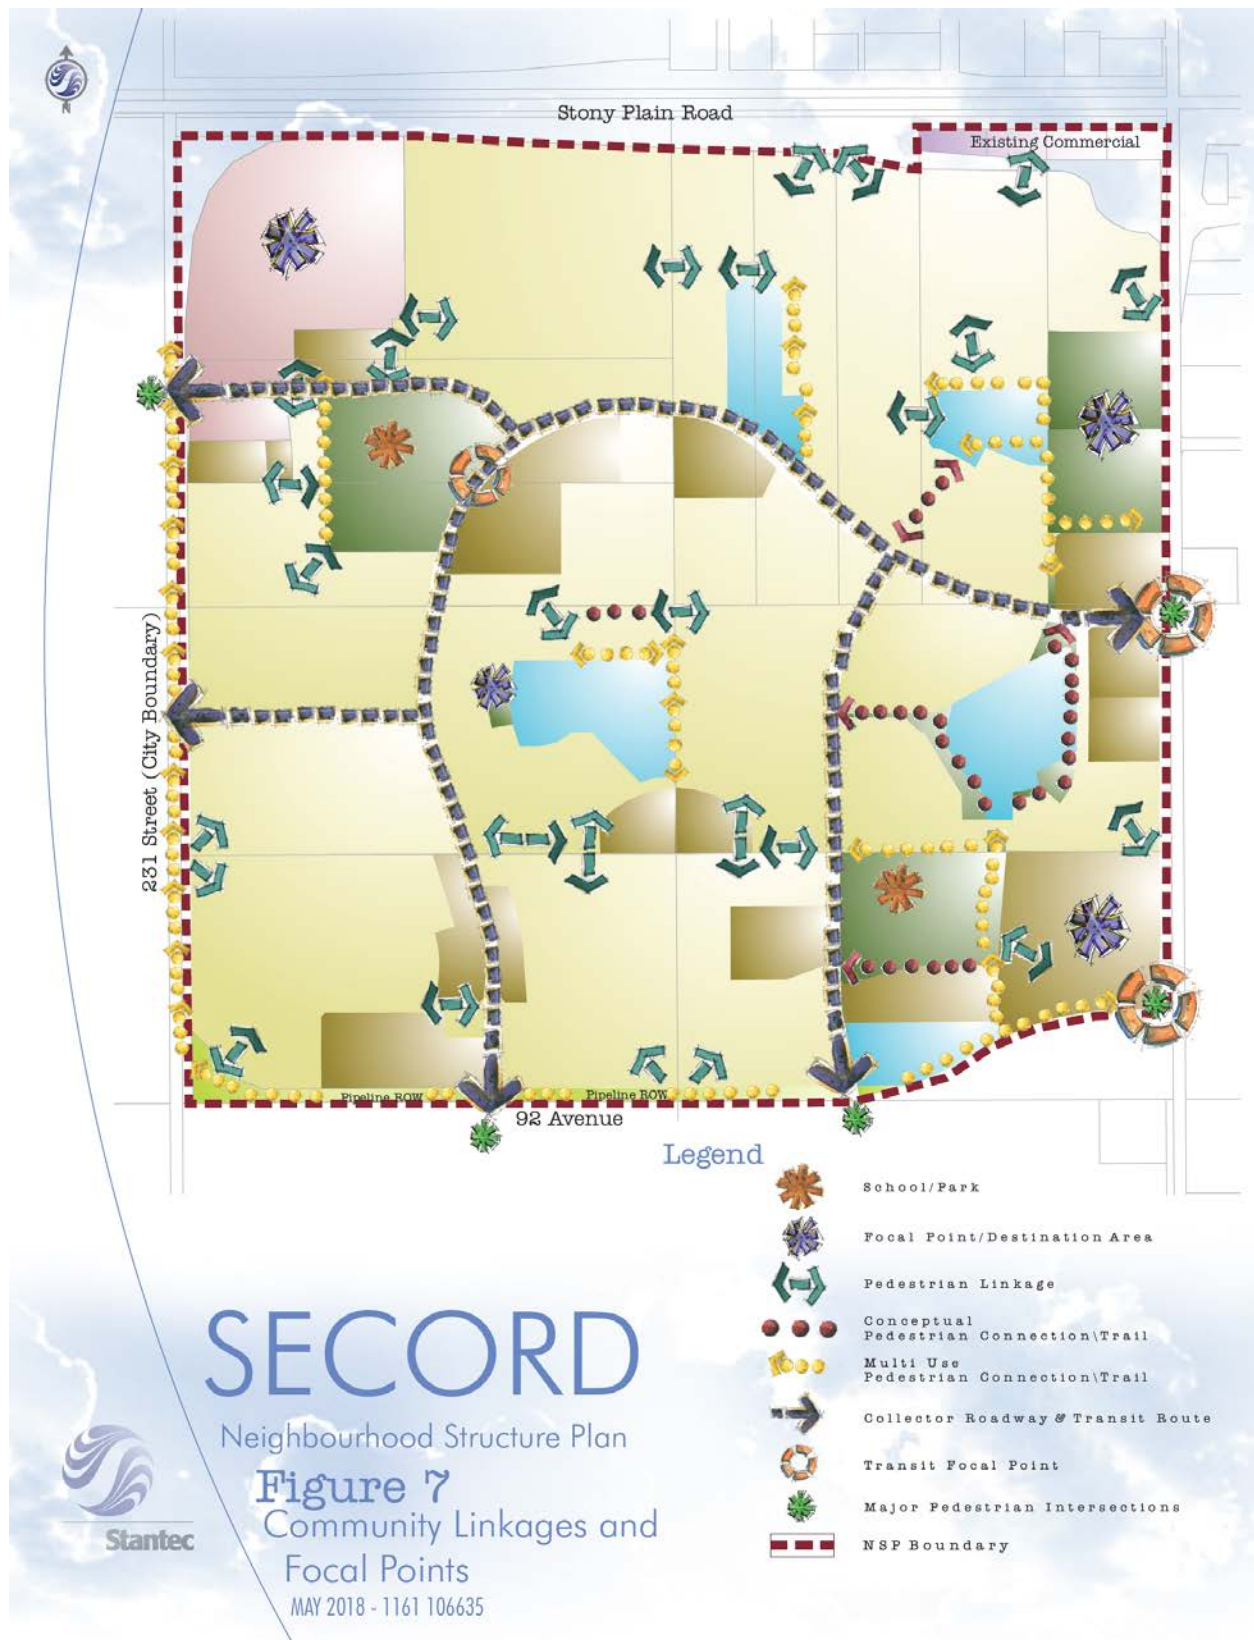 N
Stony Plain Road
Existing Commercial
231 Street (City Boundary)
Pipeline ROW
Pipeline ROW
92 Avenue
Legend
School/Park
Focal Point/Destination Area
Pedestrian Linkage
Conceptual
Pedestrian Connection\Trail
Multi Use
Pedestrian Connection\Trail
Collector Roadway & Transit Route
Transit Focal Point
Major Pedestrian Intersections
NSP Boundary
SECORD
Neighbourhood Structure Plan
Figure 7
Community Linkages and
Focal Points
MAY 2018 - 1161 106635
Stantec